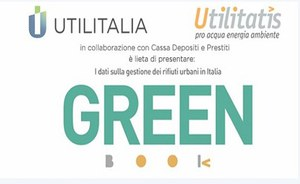 UTILITALIA
Utilitatis
pro acqua energia ambiente
in collaborazione con Cassa Depositi e Prestiti
è lieta di presentare:
I dati sulla gestione dei rifiuti urbani in Italia
GREEN
BOOK